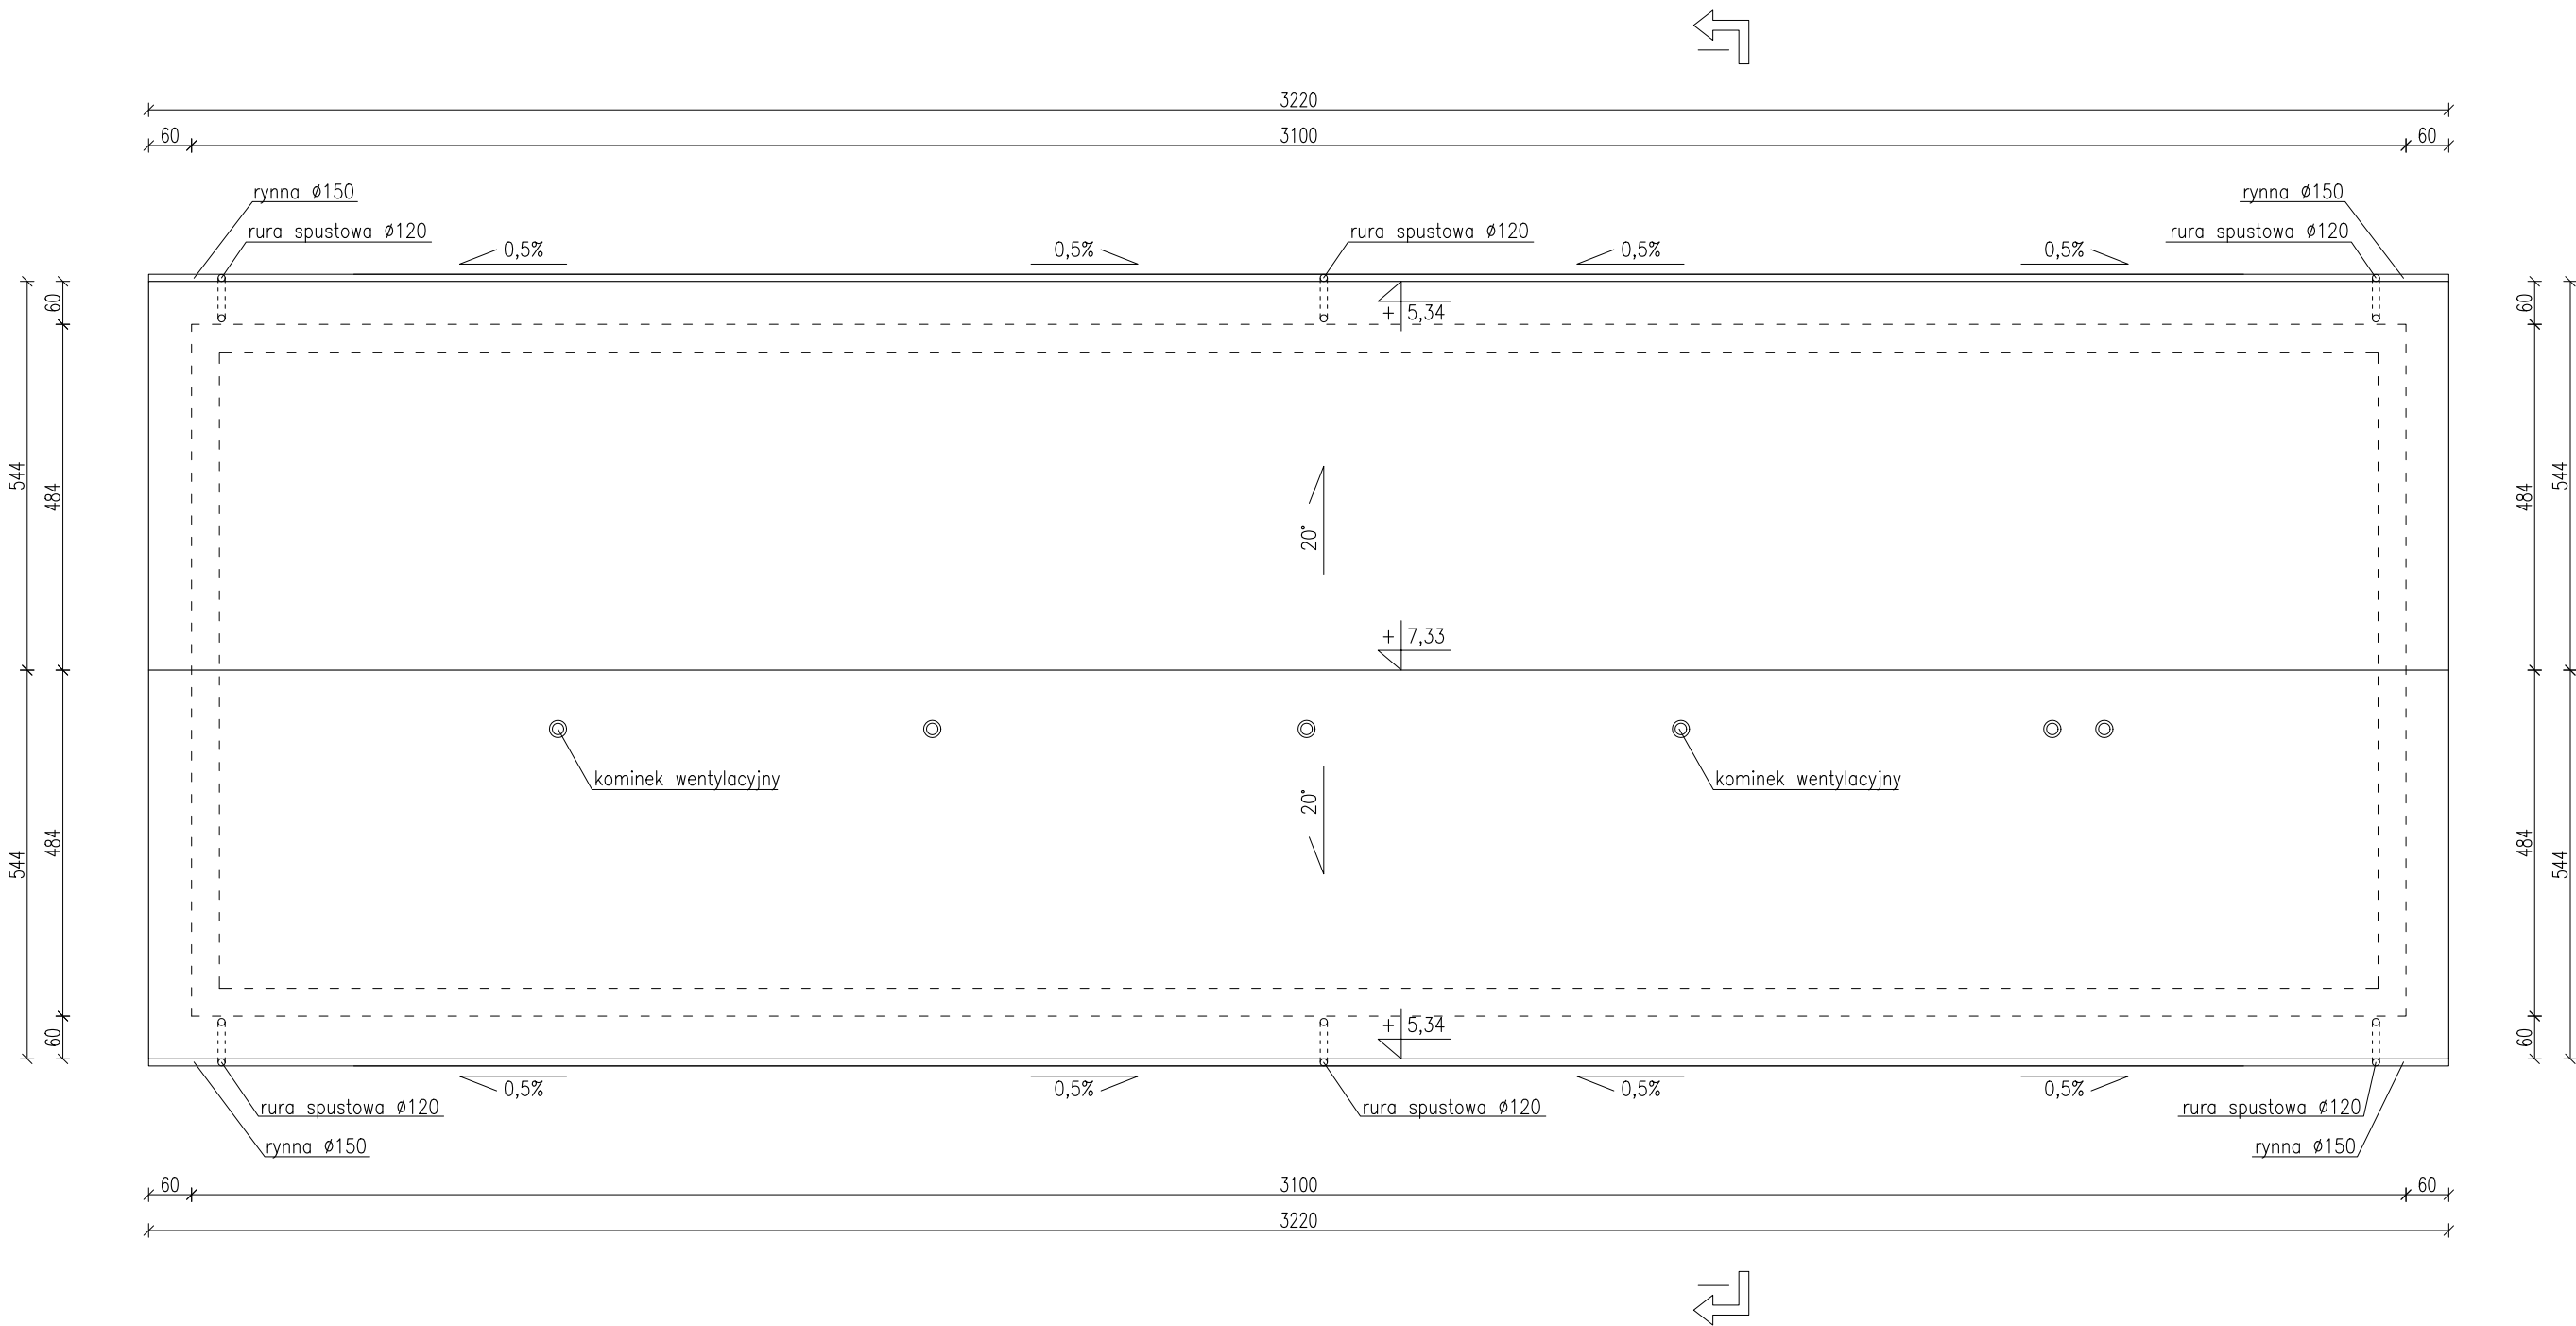 3220
60
3100
60
rynna Ø150
rynna Ø150
rura spustowa Ø120
rura spustowa Ø120
rura spustowa Ø120
0,5%
0,5%
0,5%
0,5%
60
60
+ 5,34
544
484
484
544
20°
+ 7,33
kominek wentylacyjny
kominek wentylacyjny
20°
544
484
484
544
60
60
+ 5,34
0,5%
0,5%
0,5%
0,5%
rura spustowa Ø120
rura spustowa Ø120
rura spustowa Ø120
rynna Ø150
rynna Ø150
60
3100
60
3220